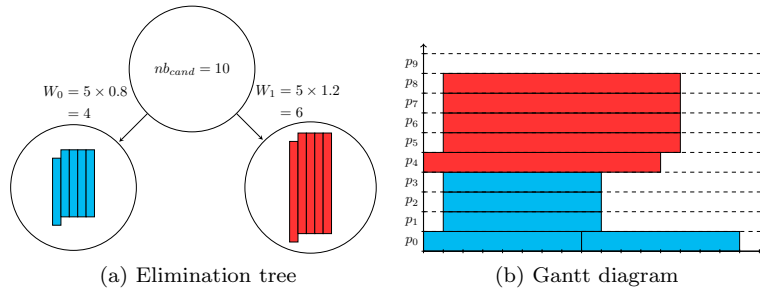 nb_cand = 10
W_0 = 5 × 0.8
= 4
W_1 = 5 × 1.2
= 6
(a) Elimination tree
p_9
p_8
p_7
p_6
p_5
p_4
p_3
p_2
p_1
p_0
(b) Gantt diagram